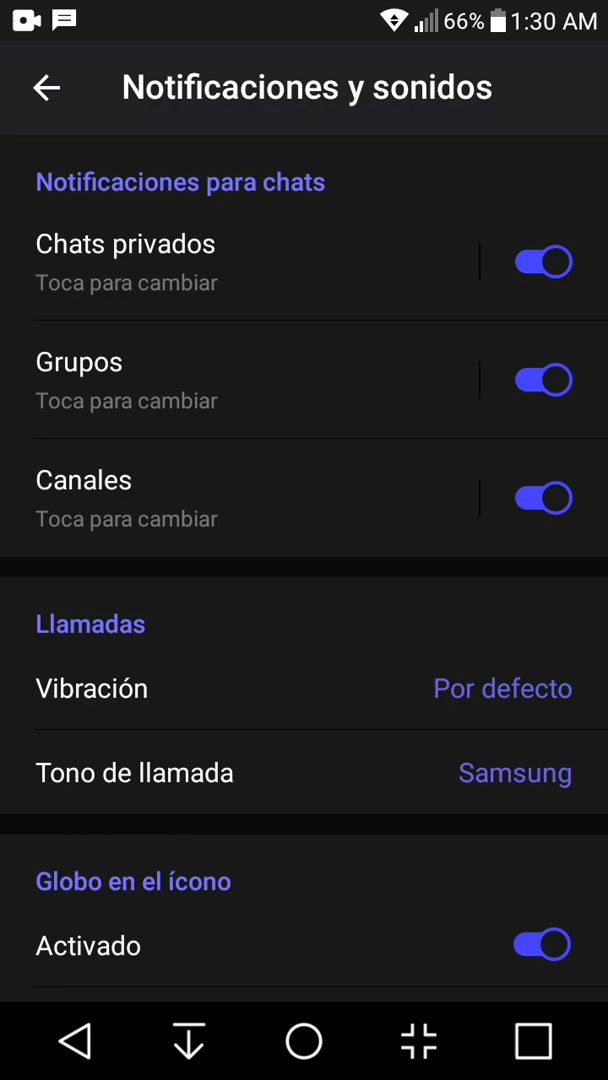 66% 1:30 AM
Notificaciones y sonidos
Notificaciones para chats
Chats privados
Toca para cambiar
Grupos
Toca para cambiar
Canales
Toca para cambiar
Llamadas
Vibración Por defecto
Tono de llamada Samsung
Globo en el ícono
Activado